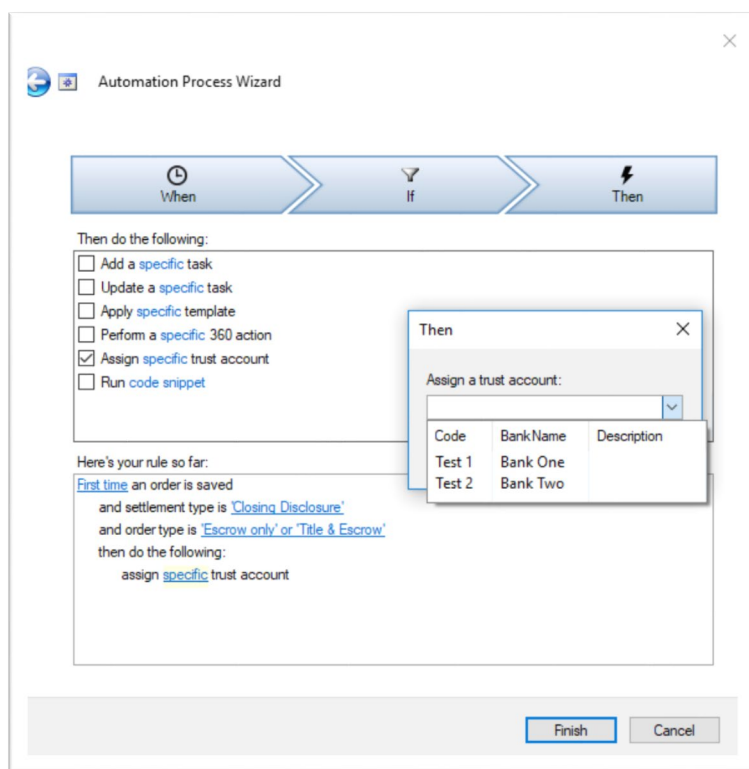 Automation Process Wizard
When
If
Then
Then do the following:
Add a specific task
Update a specific task
Apply specific template
Perform a specific 360 action
Assign specific trust account
Run code snippet
Then
Assign a trust account:
Code BankName Description
Test 1 Bank One
Test 2 Bank Two
Here's your rule so far:
First time an order is saved
and settlement type is 'Closing Disclosure'
and order type is 'Escrow only' or 'Title & Escrow'
then do the following:
assign specific trust account
Finish Cancel